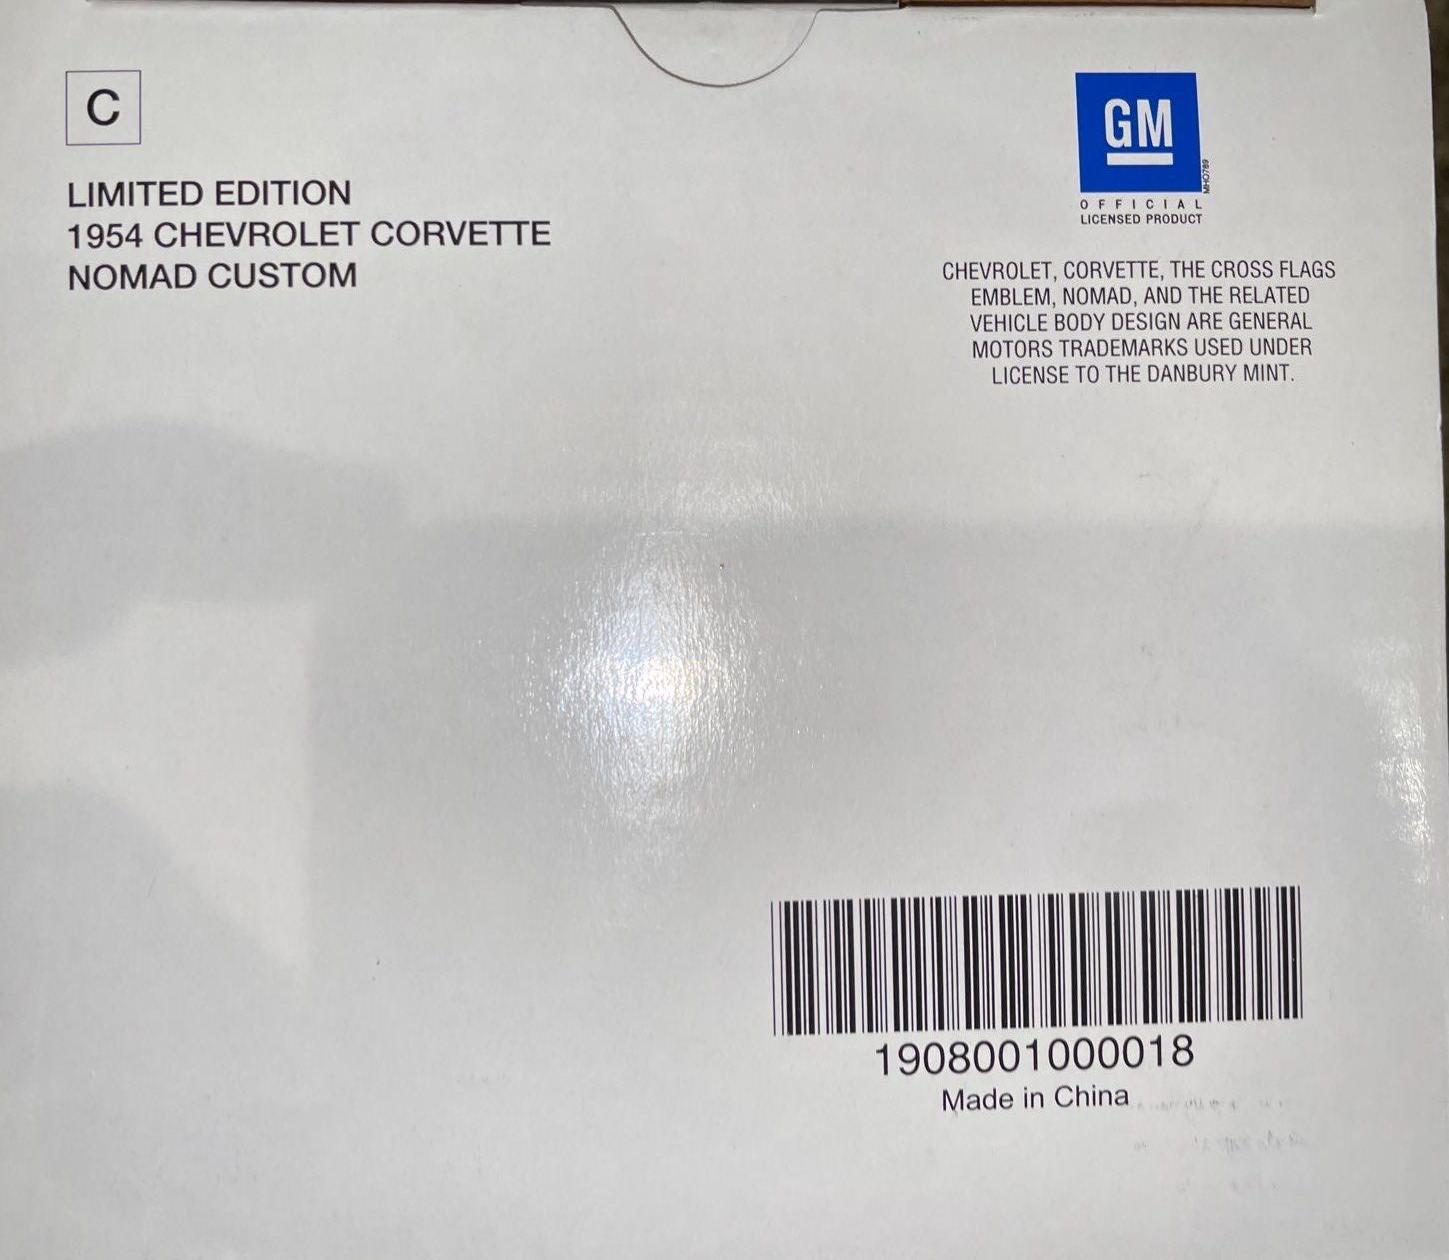 C
LIMITED EDITION
1954 CHEVROLET CORVETTE
NOMAD CUSTOM
GM
MHO789
OFFICIAL
LICENSED PRODUCT
CHEVROLET, CORVETTE, THE CROSS FLAGS
EMBLEM, NOMAD, AND THE RELATED
VEHICLE BODY DESIGN ARE GENERAL
MOTORS TRADEMARKS USED UNDER
LICENSE TO THE DANBURY MINT.
1908001000018
Made in China